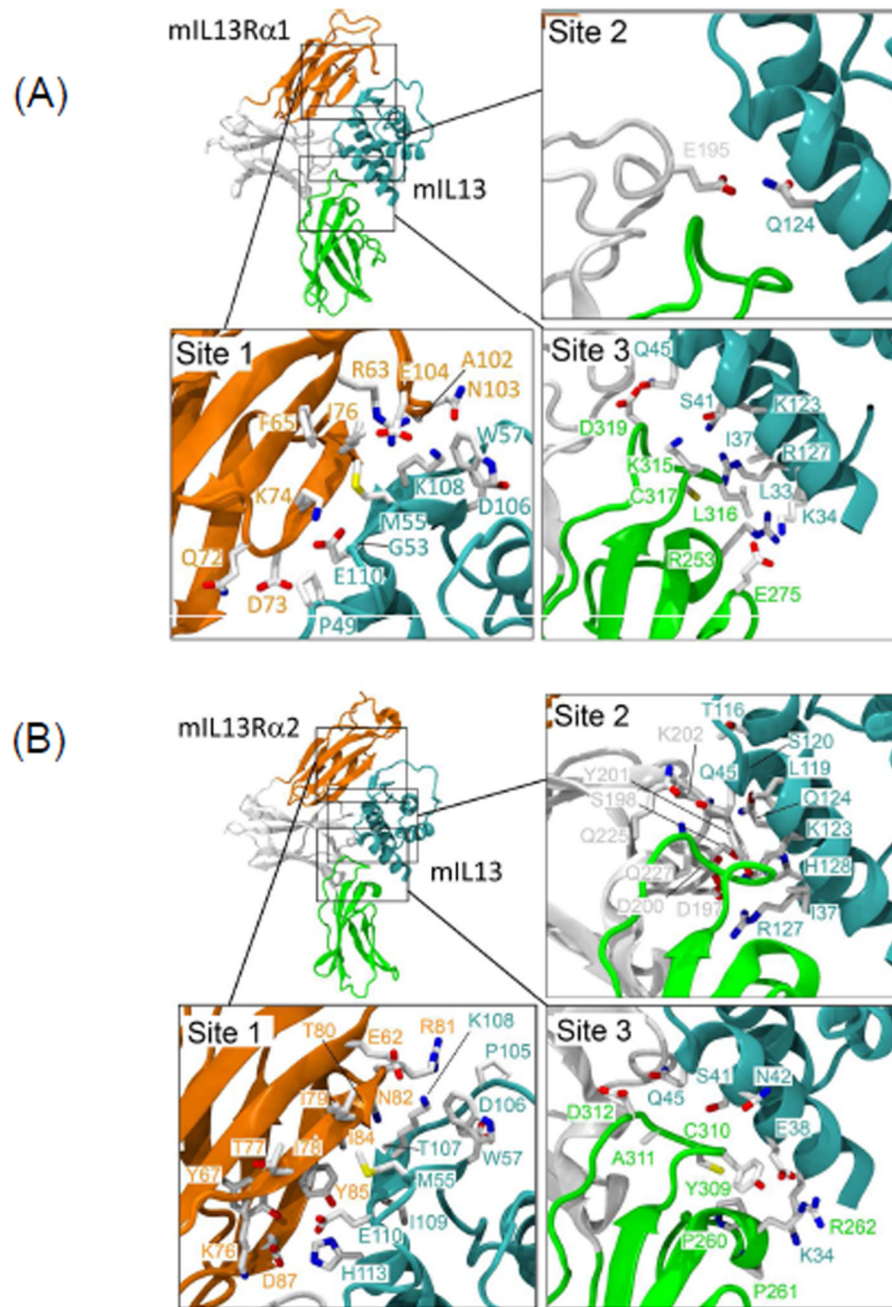 (A)
mIL13Rα1
mIL13
Site 2
E195
Q124
Site 1
R63
E104
A102
N103
F65
I76
W57
K74
K108
D106
M55
G53
Q72
E110
D73
P49
Site 3
Q45
S41
K123
D319
I37
R127
K315
L33
C317
L316
K34
R253
E275
(B)
mIL13Rα2
mIL13
Site 2
T116
K202
S120
Y201
Q45
L119
S198
Q124
Q225
K123
Q227
H128
D200
D197
I37
R127
Site 1
T80
E62
R81
K108
P105
I79
N82
D106
T77
I78
I84
T107
W57
Y67
M55
Y85
I109
K76
E110
D87
H113
Site 3
S41
N42
Q45
D312
C310
E38
A311
Y309
R262
P260
K34
P261